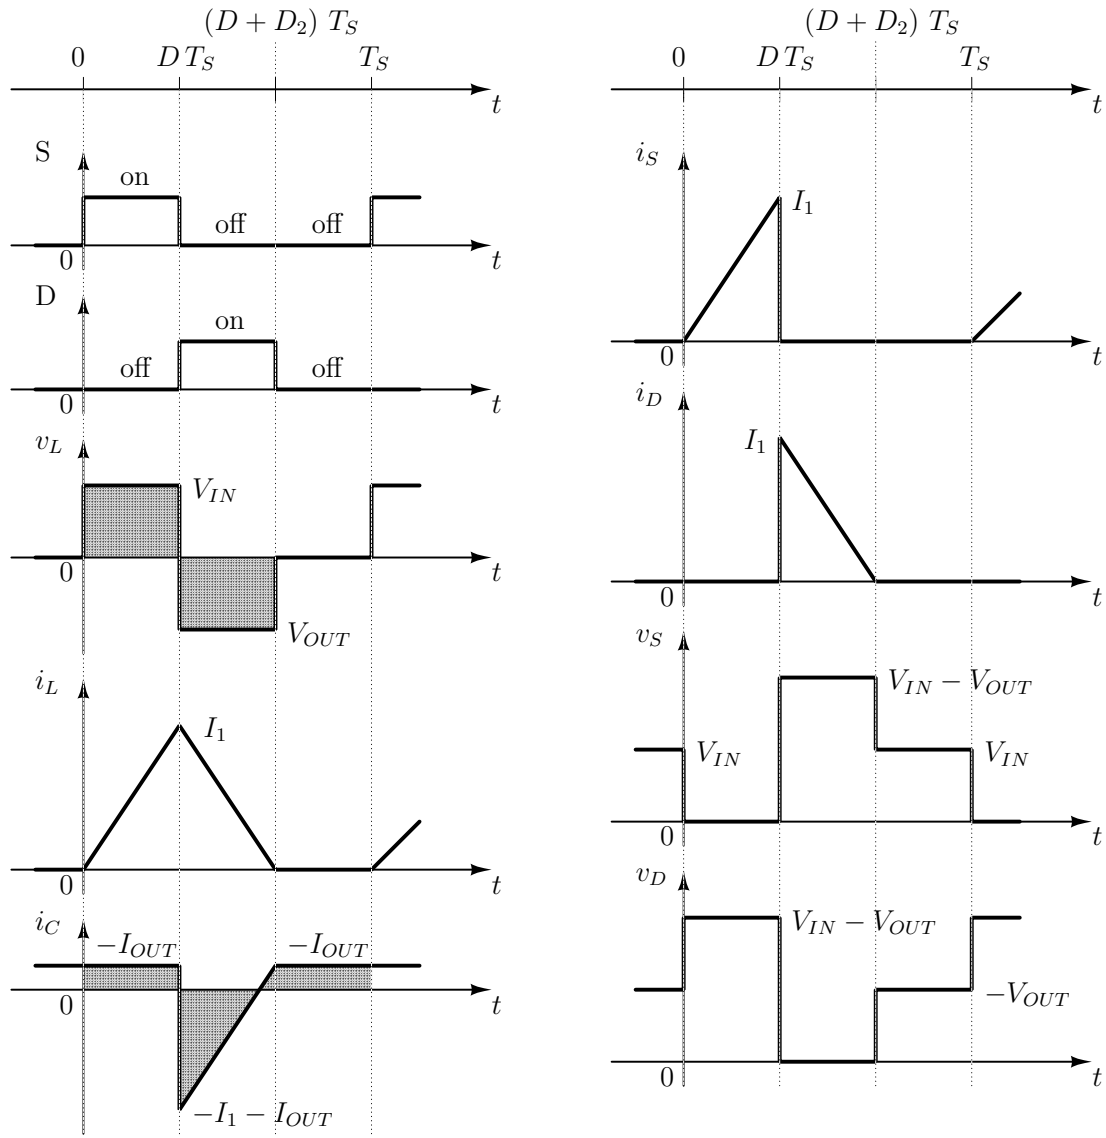 (D + D₂) T_S
0 D T_S T_S
t
S
on
off off
0 t
D
on
off off
0 t
v_L
V_IN
0 t
V_OUT
i_L
I₁
0 t
i_C
−I_OUT −I_OUT
0 t
−I₁ − I_OUT
(D + D₂) T_S
0 D T_S T_S
t
i_S
I₁
0 t
i_D
I₁
0 t
v_S
V_IN − V_OUT
V_IN V_IN
0 t
v_D
V_IN − V_OUT
−V_OUT
0 t